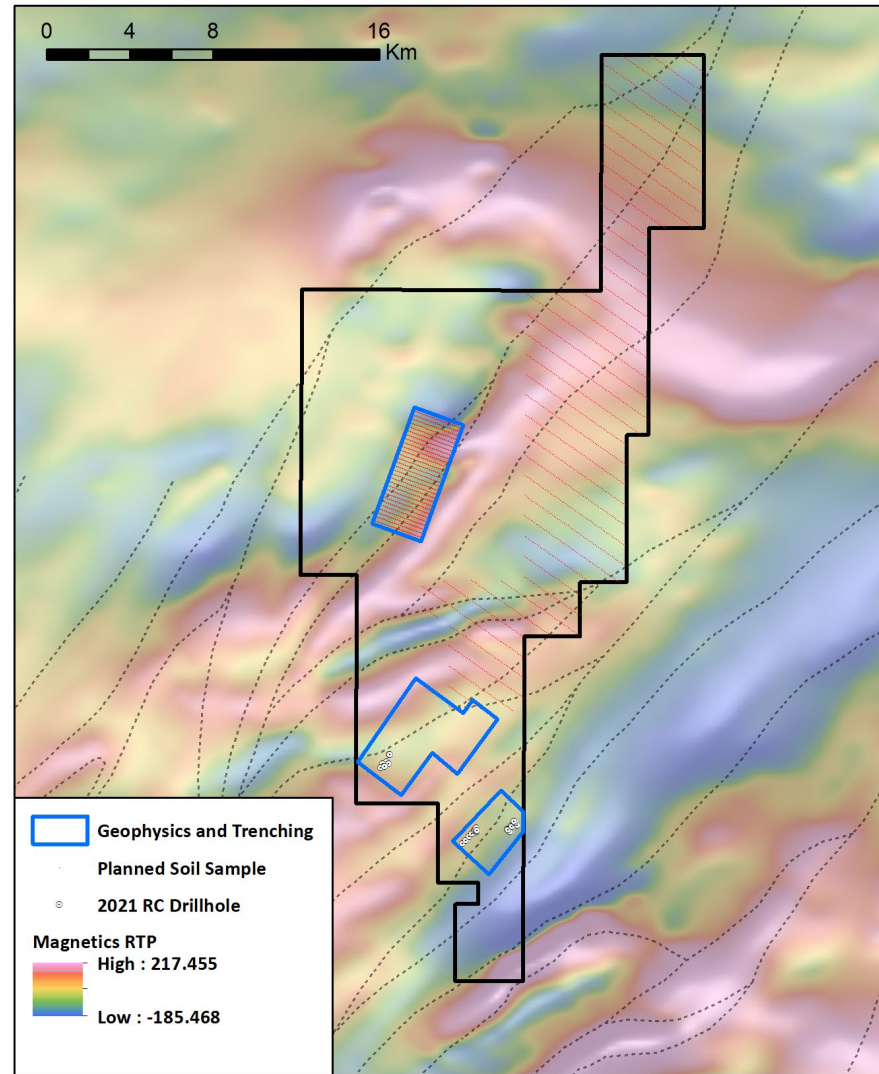 0 4 8 16
Km
Geophysics and Trenching
Planned Soil Sample
2021 RC Drillhole
Magnetics RTP
High : 217.455
Low : -185.468